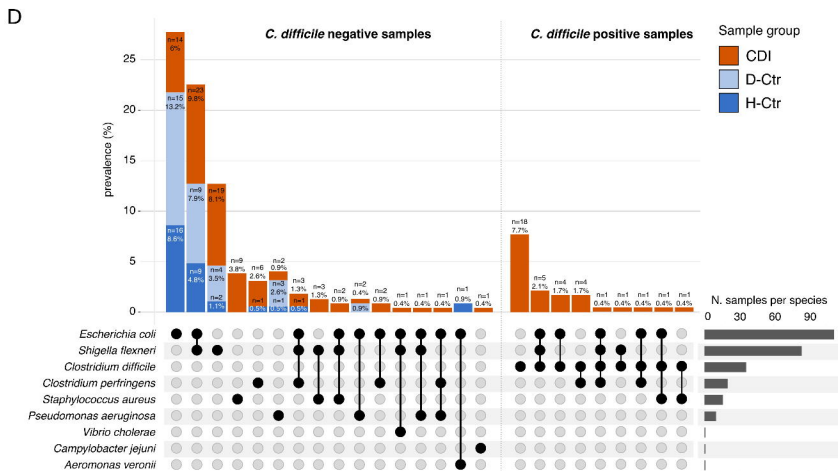 D
C. difficile negative samples
C. difficile positive samples
Sample group
CDI
D-Ctr
H-Ctr
prevalence (%)
25
20
15
10
5
0
n=14
6%
n=15
13.2%
n=16
8.6%
n=23
9.8%
n=9
7.9%
n=9
4.8%
n=19
8.1%
n=4
3.5%
n=2
1.1%
n=9
3.8%
n=6
2.6%
n=1
0.5%
n=2
0.9%
n=3
2.6%
n=1
0.5%
n=3
1.3%
n=1
0.5%
n=3
1.3%
n=2
0.9%
n=2
0.4%
0.9%
n=2
0.9%
n=1
0.4%
n=1
0.4%
n=1
0.4%
n=1
0.9%
n=1
0.4%
n=18
7.7%
n=5
2.1%
n=4
1.7%
n=4
1.7%
n=1
0.4%
n=1
0.4%
n=1
0.4%
n=1
0.4%
n=1
0.4%
N. samples per species
0 30 60 90
Escherichia coli
Shigella flexneri
Clostridium difficile
Clostridium perfringens
Staphylococcus aureus
Pseudomonas aeruginosa
Vibrio cholerae
Campylobacter jejuni
Aeromonas veronii